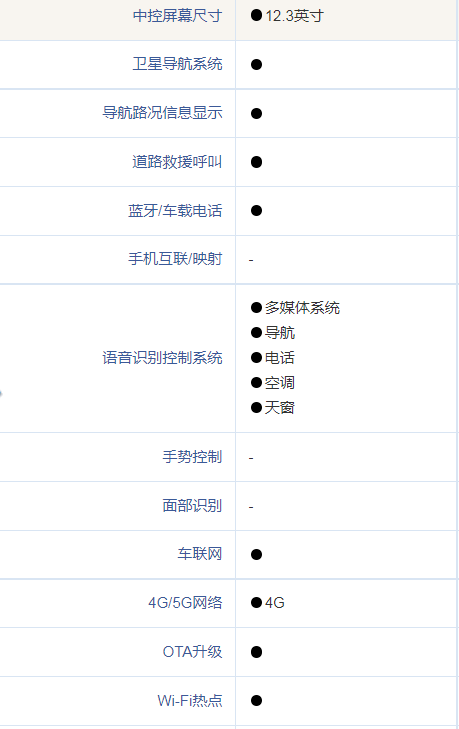 中控屏幕尺寸 ●12.3英寸
卫星导航系统 ●
导航路况信息显示 ●
道路救援呼叫 ●
蓝牙/车载电话 ●
手机互联/映射 -
语音识别控制系统 ●多媒体系统
●导航
●电话
●空调
●天窗
手势控制 -
面部识别 -
车联网 ●
4G/5G网络 ●4G
OTA升级 ●
Wi-Fi热点 ●